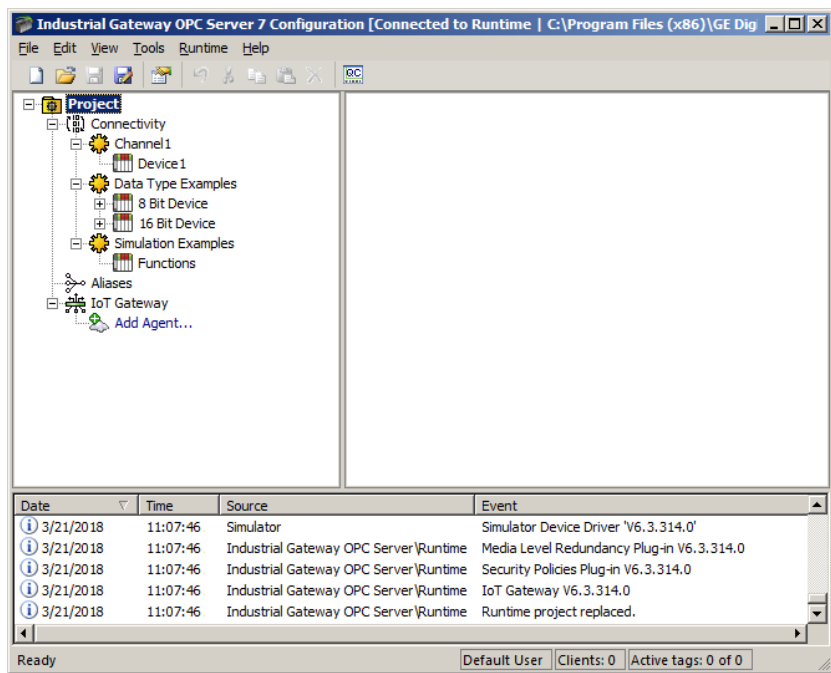 Industrial Gateway OPC Server 7 Configuration [Connected to Runtime | C:\Program Files (x86)\GE Dig
File Edit View Tools Runtime Help
QC
Project
Connectivity
Channel1
Device1
Data Type Examples
8 Bit Device
16 Bit Device
Simulation Examples
Functions
Aliases
IoT Gateway
Add Agent...
Date Time Source Event
3/21/2018 11:07:46 Simulator Simulator Device Driver 'V6.3.314.0'
3/21/2018 11:07:46 Industrial Gateway OPC Server\Runtime Media Level Redundancy Plug-in V6.3.314.0
3/21/2018 11:07:46 Industrial Gateway OPC Server\Runtime Security Policies Plug-in V6.3.314.0
3/21/2018 11:07:46 Industrial Gateway OPC Server\Runtime IoT Gateway V6.3.314.0
3/21/2018 11:07:46 Industrial Gateway OPC Server\Runtime Runtime project replaced.
Ready Default User Clients: 0 Active tags: 0 of 0